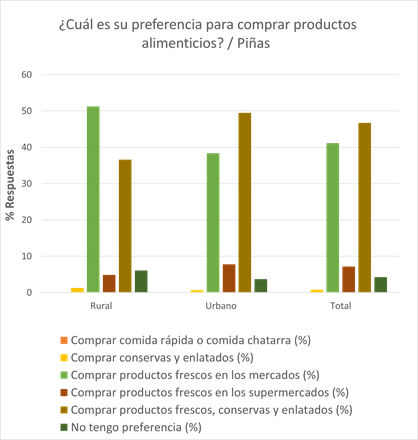 ¿Cuál es su preferencia para comprar productos
alimenticios? / Piñas
% Respuestas
60
50
40
30
20
10
0
Rural
Urbano
Total
Comprar comida rápida o comida chatarra (%)
Comprar conservas y enlatados (%)
Comprar productos frescos en los mercados (%)
Comprar productos frescos en los supermercados (%)
Comprar productos frescos, conservas y enlatados (%)
No tengo preferencia (%)